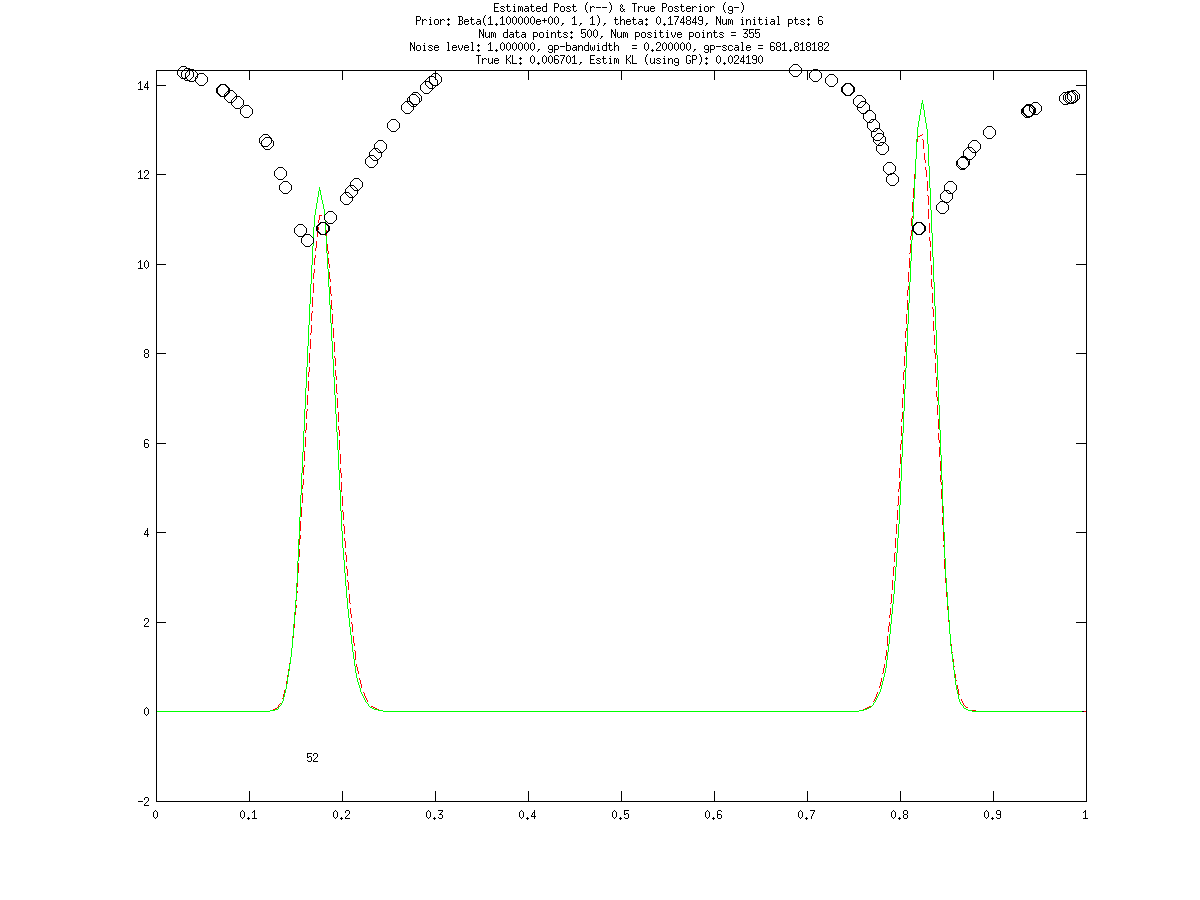 Estimated Post (r--) & True Posterior (g-)
Prior: Beta(1.100000e+00, 1, 1), theta: 0.174849, Num initial pts: 6
Num data points: 500, Num positive points = 355
Noise level: 1.000000, gp-bandwidth  = 0.200000, gp-scale = 681.818182
True KL: 0.006701, Estim KL (using GP): 0.024190
14
12
10
8
6
4
2
0
52
-2
0 0.1 0.2 0.3 0.4 0.5 0.6 0.7 0.8 0.9 1